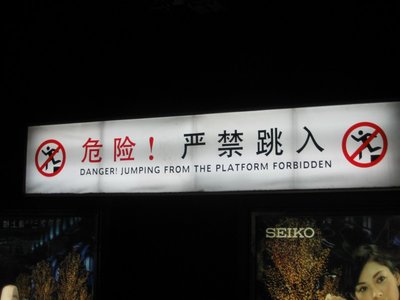 危险！严禁跳入
DANGER! JUMPING FROM THE PLATFORM FORBIDDEN
SEIKO